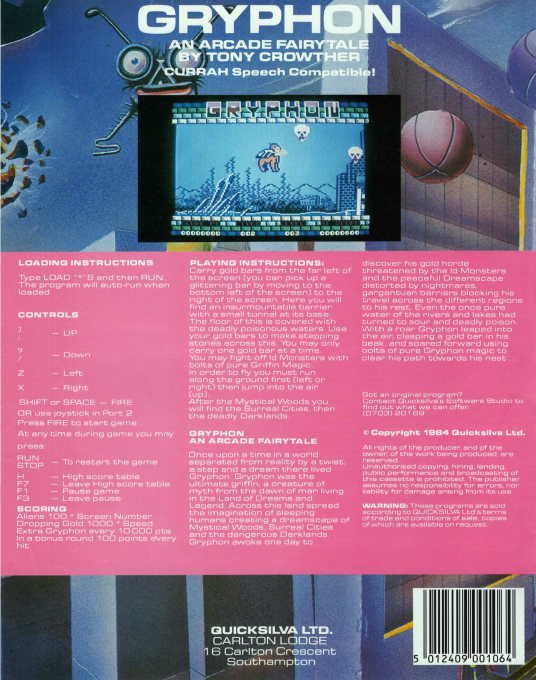 GRYPHON
AN ARCADE FAIRYTALE
BY TONY CROWTHER
CURRAH Speech Compatible!
GRYPHON
LOADING INSTRUCTIONS
Type LOAD "*"8 and then RUN.
The program will auto-run when
loaded.
CONTROLS
— UP
?
/ — Down
Z — Left
X — Right
SHIFT or SPACE — FIRE
OR use joystick in Port 2
Press FIRE to start game
At any time during game you may
press:
RUN
STOP — To restart the game
H — High score table
F7 — Leave High score table
F1 — Pause game
F3 — Leave pause
SCORING
Aliens 100 * Screen Number
Dropping Gold 1000 * Speed
Extra Gryphon every 10000 pts
In a bonus round 100 points every
hit
PLAYING INSTRUCTIONS:
Carry gold bars from the far left of
the screen (you can pick up a
glittering bar by moving to the
bottom left of the screen) to the
right of the screen. Here you will
find an insurmountable barrier
with a small tunnel at its base.
The floor of this is covered with
the deadly poisonous waters. Use
your gold bars to make stepping
stones across this. You may only
carry one gold bar at a time.
You may fight off Id Monsters with
bolts of pure Griffin Magic.
In order to fly you must run
along the ground first (left or
right) then jump into the air
(up).
After the Mystical Woods you
will find the Surreal Cities, then
the deadly Derklands.
GRYPHON
AN ARCADE FAIRYTALE
Once upon a time in a world
separated from reality by a twist,
a step and a dream there lived
Gryphon. Gryphon was the
ultimate griffin, a creature of
myth from the dawn of man living
in the Land of Dreams and
Legend. Across this land spread
the imagination of sleeping
humans creating a dreamscape of
Mystical Woods, Surreal Cities
and the dangerous Derklands.
Gryphon awoke one day to
discover his gold horde
threatened by the Id Monsters
and the peaceful Dreamscape
distorted by nightmares,
gargantuan barriers blocking his
travel across the different regions
to his rest. Even the once pure
water of the rivers and lakes had
turned to sour and deadly poison.
With a roar Gryphon leaped into
the air, clasping a gold bar in his
beak, and soared forward using
bolts of pure Gryphon magic to
clear his path towards his nest . . .
Got an original program?
Contact Quicksilva's Software Studio to
find out what we can offer.
(0703) 20169
© Copyright 1984 Quicksilva Ltd.
All rights of the producer, and of the
owner, of the work being produced, are
reserved.
Unauthorised copying, hiring, lending
public performance and broadcasting of
this cassette is prohibited. The publisher
assumes no responsibility for errors, nor
liability for damage arising from its use.
WARNING: These programs are sold
according to QUICKSILVA Ltd's terms
of trade and conditions of sale, copies
of which are available on request.
QUICKSILVA LTD.
CARLTON LODGE
16 Carlton Crescent
Southampton
5 012409 001064